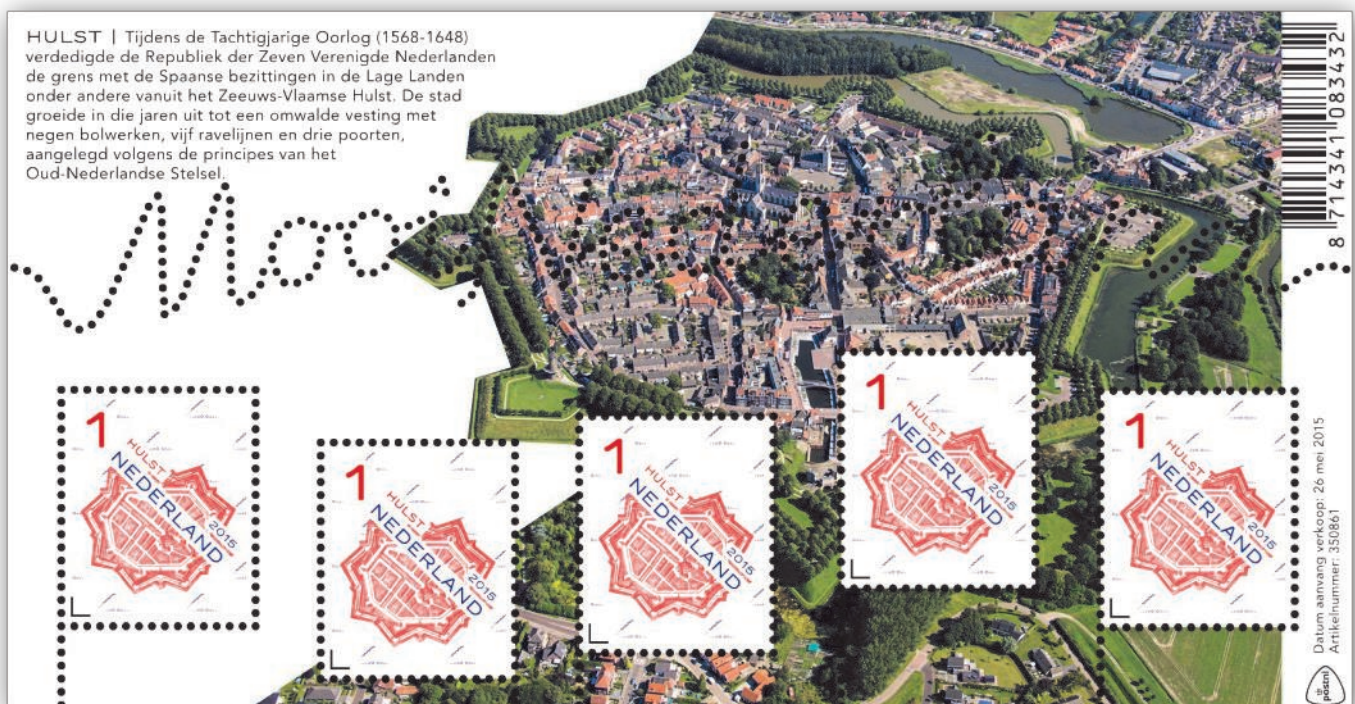 HULST | Tijdens de Tachtigjarige Oorlog (1568-1648)
verdedigde de Republiek der Zeven Verenigde Nederlanden
de grens met de Spaanse bezittingen in de Lage Landen
onder andere vanuit het Zeeuws-Vlaamse Hulst. De stad
groeide in die jaren uit tot een omwalde vesting met
negen bolwerken, vijf ravelijnen en drie poorten,
aangelegd volgens de principes van het
Oud-Nederlandse Stelsel.
Mooi
8 714341 083432
1
HULST
NEDERLAND
2015
1
HULST
NEDERLAND
2015
1
HULST
NEDERLAND
2015
1
HULST
NEDERLAND
2015
1
HULST
NEDERLAND
2015
Datum aanvang verkoop: 26 mei 2015
Artikelnummer: 350861
postnl